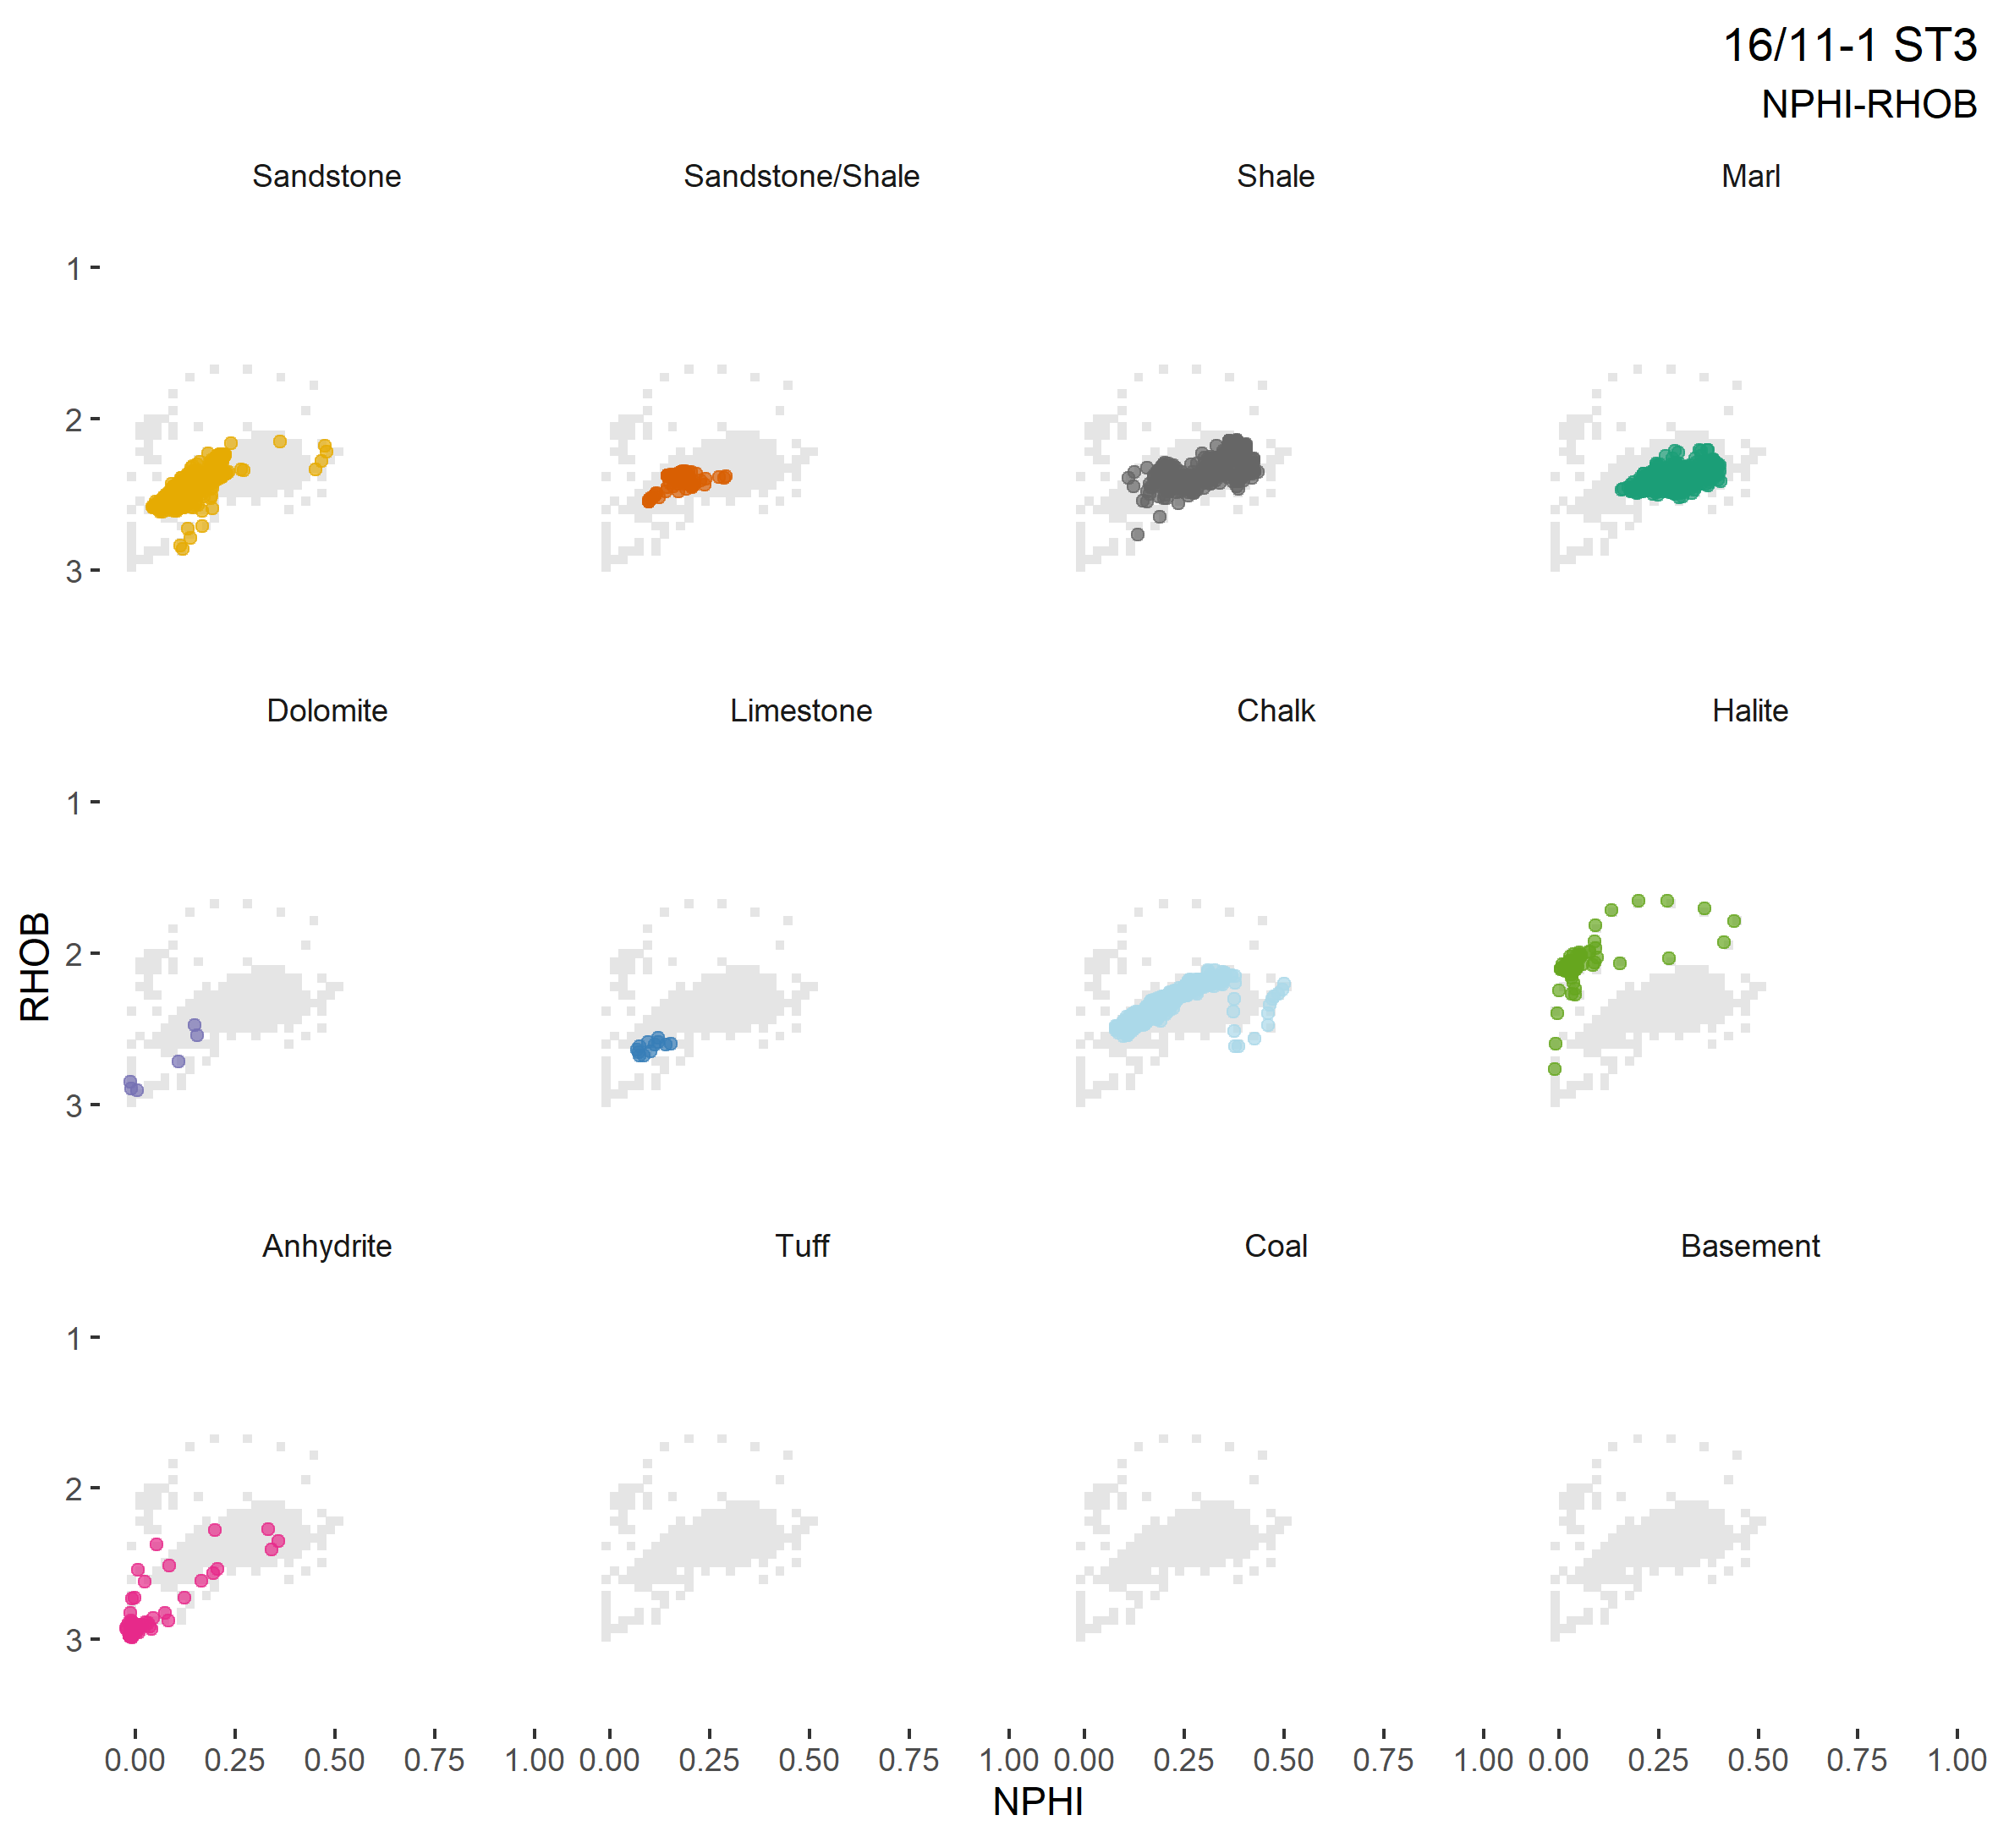 16/11-1 ST3
NPHI-RHOB
Sandstone Sandstone/Shale Shale Marl
1
2
3
Dolomite Limestone Chalk Halite
1
2
3
RHOB
Anhydrite Tuff Coal Basement
1
2
3
0.00 0.25 0.50 0.75 1.00 0.00 0.25 0.50 0.75 1.00 0.00 0.25 0.50 0.75 1.00 0.00 0.25 0.50 0.75 1.00
NPHI